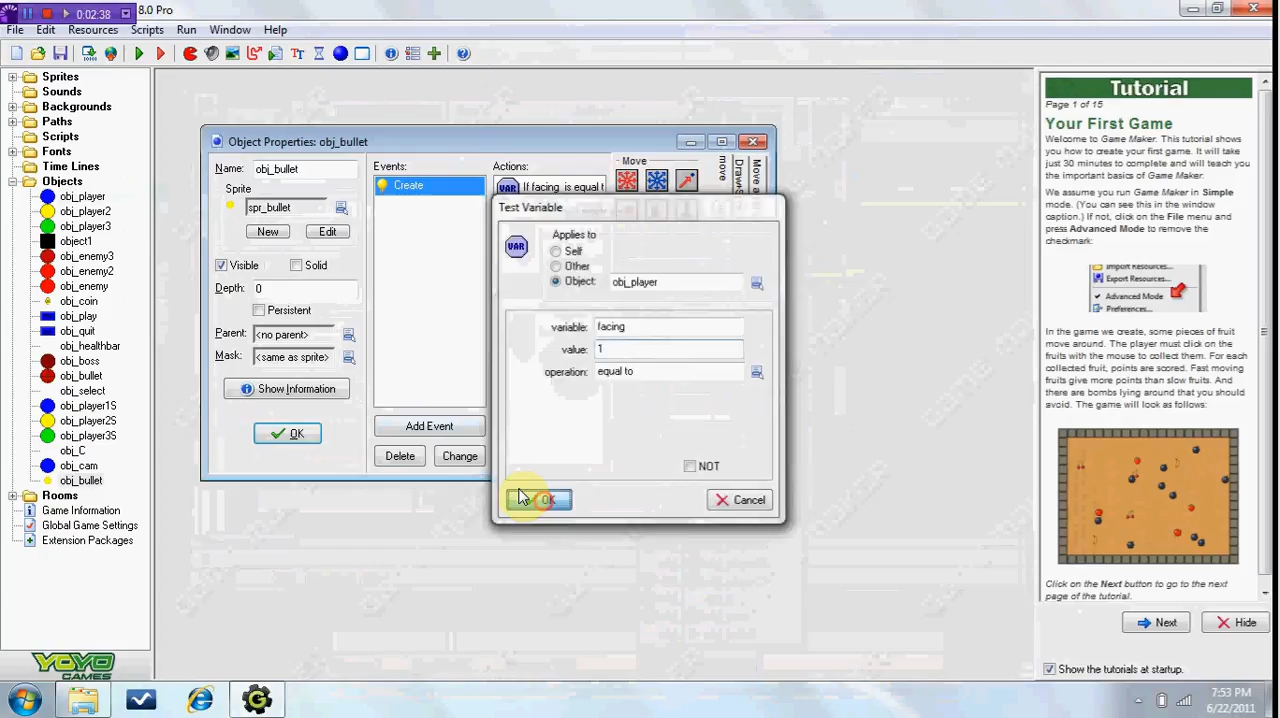 00:02:38
8.0 Pro
File Edit Resources Scripts Run Window Help
Sprites
Sounds
Backgrounds
Paths
Scripts
Fonts
Time Lines
Objects
obj_player
obj_player2
obj_player3
object1
obj_enemy3
obj_enemy2
obj_enemy
obj_coin
obj_play
obj_quit
obj_healthbar
obj_boss
obj_bullet
obj_select
obj_player1S
obj_player2S
obj_player3S
obj_C
obj_cam
obj_bullet
Rooms
Game Information
Global Game Settings
Extension Packages
YOYO
GAMES
Object Properties: obj_bullet
Name: obj_bullet
Sprite
spr_bullet
New Edit
Visible Solid
Depth: 0
Persistent
Parent: <no parent>
Mask: <same as sprite>
Show Information
OK
Events:
Create
Add Event
Delete Change
Actions:
VAR If facing is equal t
Move
move
Test Variable
VAR
Applies to
Self
Other
Object: obj_player
variable: facing
value: 1
operation: equal to
NOT
OK Cancel
Tutorial
Page 1 of 15
Your First Game
Welcome to Game Maker. This tutorial shows
you how to create your first game. It will take
just 30 minutes to complete and will teach you
the important basics of Game Maker.
We assume you run Game Maker in Simple
mode. (You can see this in the window
caption.) If not, click on the File menu and
press Advanced Mode to remove the
checkmark:
Import Resources...
Export Resources...
Advanced Mode
Preferences...
In the game we create, some pieces of fruit
move around. The player must click on the
fruits with the mouse to collect them. For each
collected fruit, points are scored. Fast moving
fruits give more points than slow fruits. And
there are bombs lying around that you should
avoid. The game will look as follows:
Click on the Next button to go to the next
page of the tutorial.
Next Hide
Show the tutorials at startup.
7:53 PM
6/22/2011